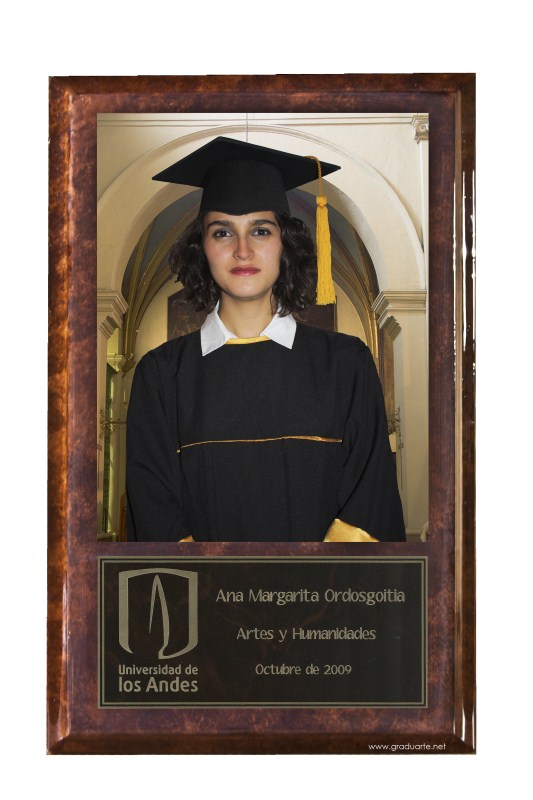 Ana Margarita Ordosgoitia
Artes y Humanidades
Octubre de 2009
Universidad de
los Andes
www.graduarte.net